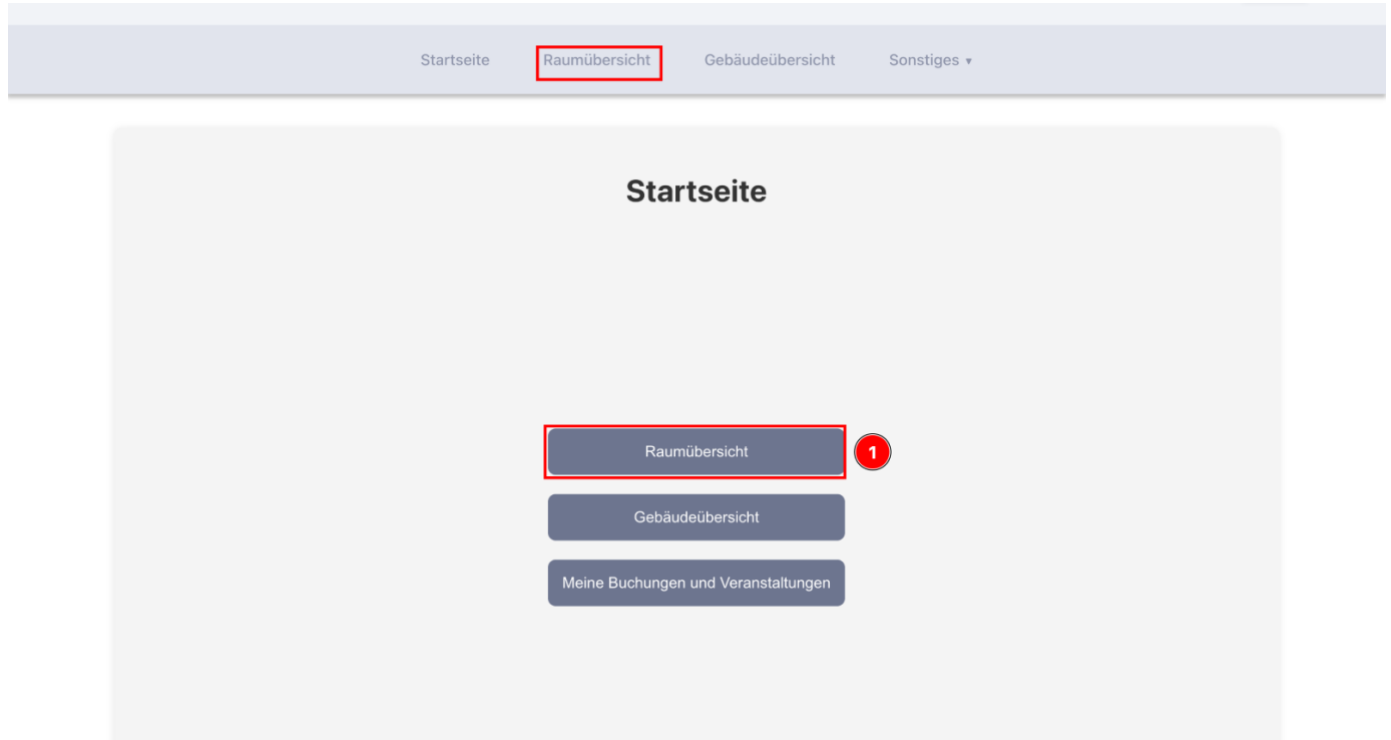 Startseite Raumübersicht Gebäudeübersicht Sonstiges ▾
Startseite
Raumübersicht 1
Gebäudeübersicht
Meine Buchungen und Veranstaltungen